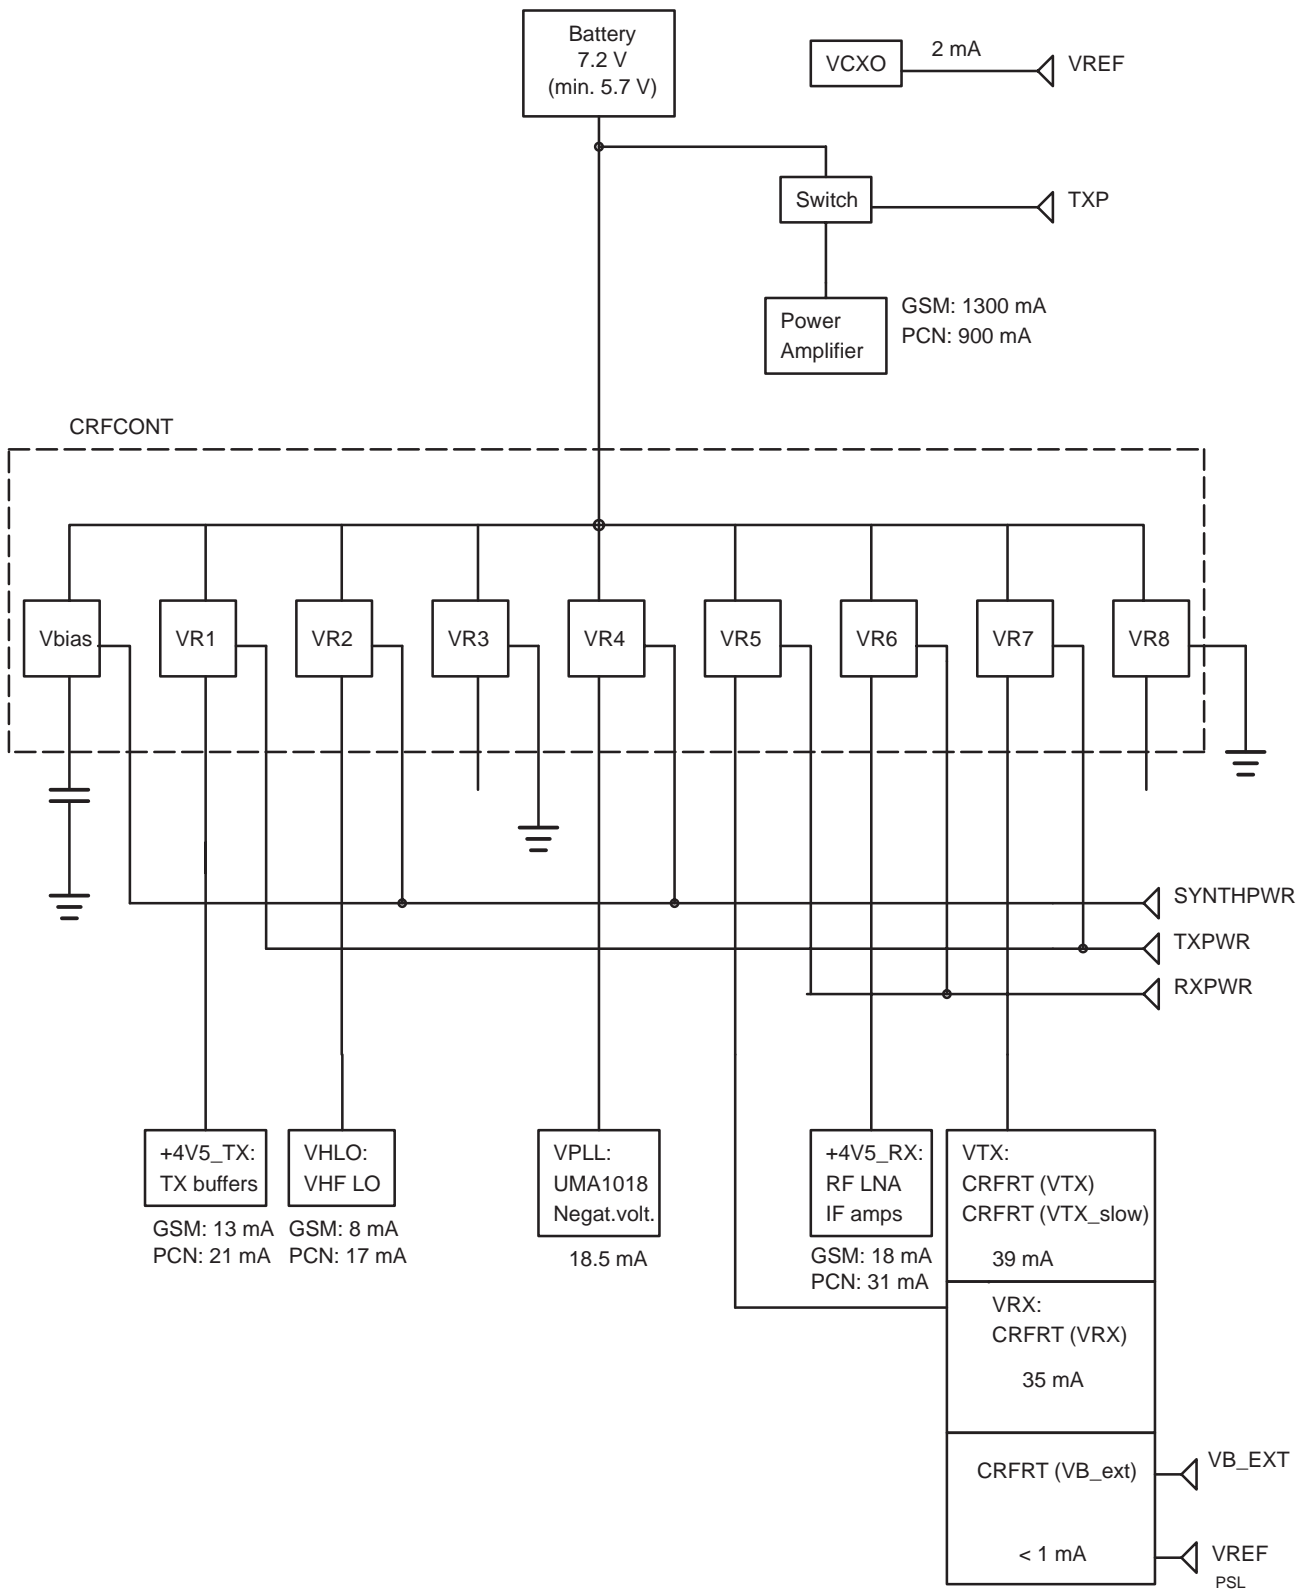 Battery
7.2 V
(min. 5.7 V)
VCXO
2 mA
VREF
Switch
TXP
Power
Amplifier
GSM: 1300 mA
PCN: 900 mA
CRFCONT
Vbias
VR1
VR2
VR3
VR4
VR5
VR6
VR7
VR8
SYNTHPWR
TXPWR
RXPWR
+4V5_TX:
TX buffers
GSM: 13 mA
PCN: 21 mA
VHLO:
VHF LO
GSM: 8 mA
PCN: 17 mA
VPLL:
UMA1018
Negat.volt.
18.5 mA
+4V5_RX:
RF LNA
IF amps
GSM: 18 mA
PCN: 31 mA
VTX:
CRFRT (VTX)
CRFRT (VTX_slow)
39 mA
VRX:
CRFRT (VRX)
35 mA
CRFRT (VB_ext)
VB_EXT
< 1 mA
VREF
PSL